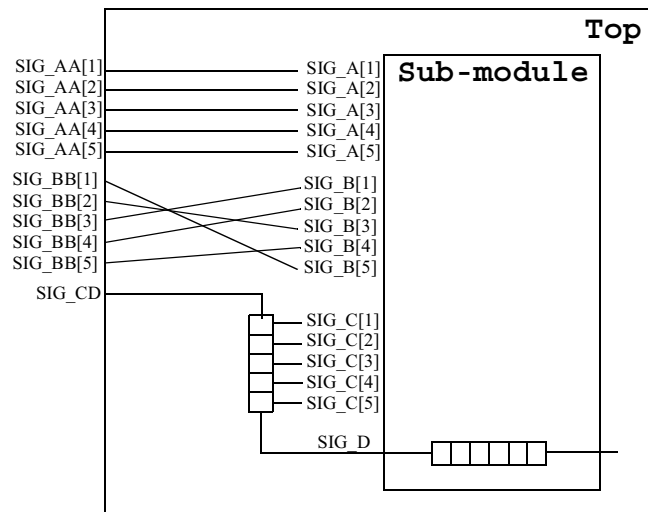 Top
Sub-module
SIG_AA[1]
SIG_AA[2]
SIG_AA[3]
SIG_AA[4]
SIG_AA[5]
SIG_A[1]
SIG_A[2]
SIG_A[3]
SIG_A[4]
SIG_A[5]
SIG_BB[1]
SIG_BB[2]
SIG_BB[3]
SIG_BB[4]
SIG_BB[5]
SIG_B[1]
SIG_B[2]
SIG_B[3]
SIG_B[4]
SIG_B[5]
SIG_CD
SIG_C[1]
SIG_C[2]
SIG_C[3]
SIG_C[4]
SIG_C[5]
SIG_D